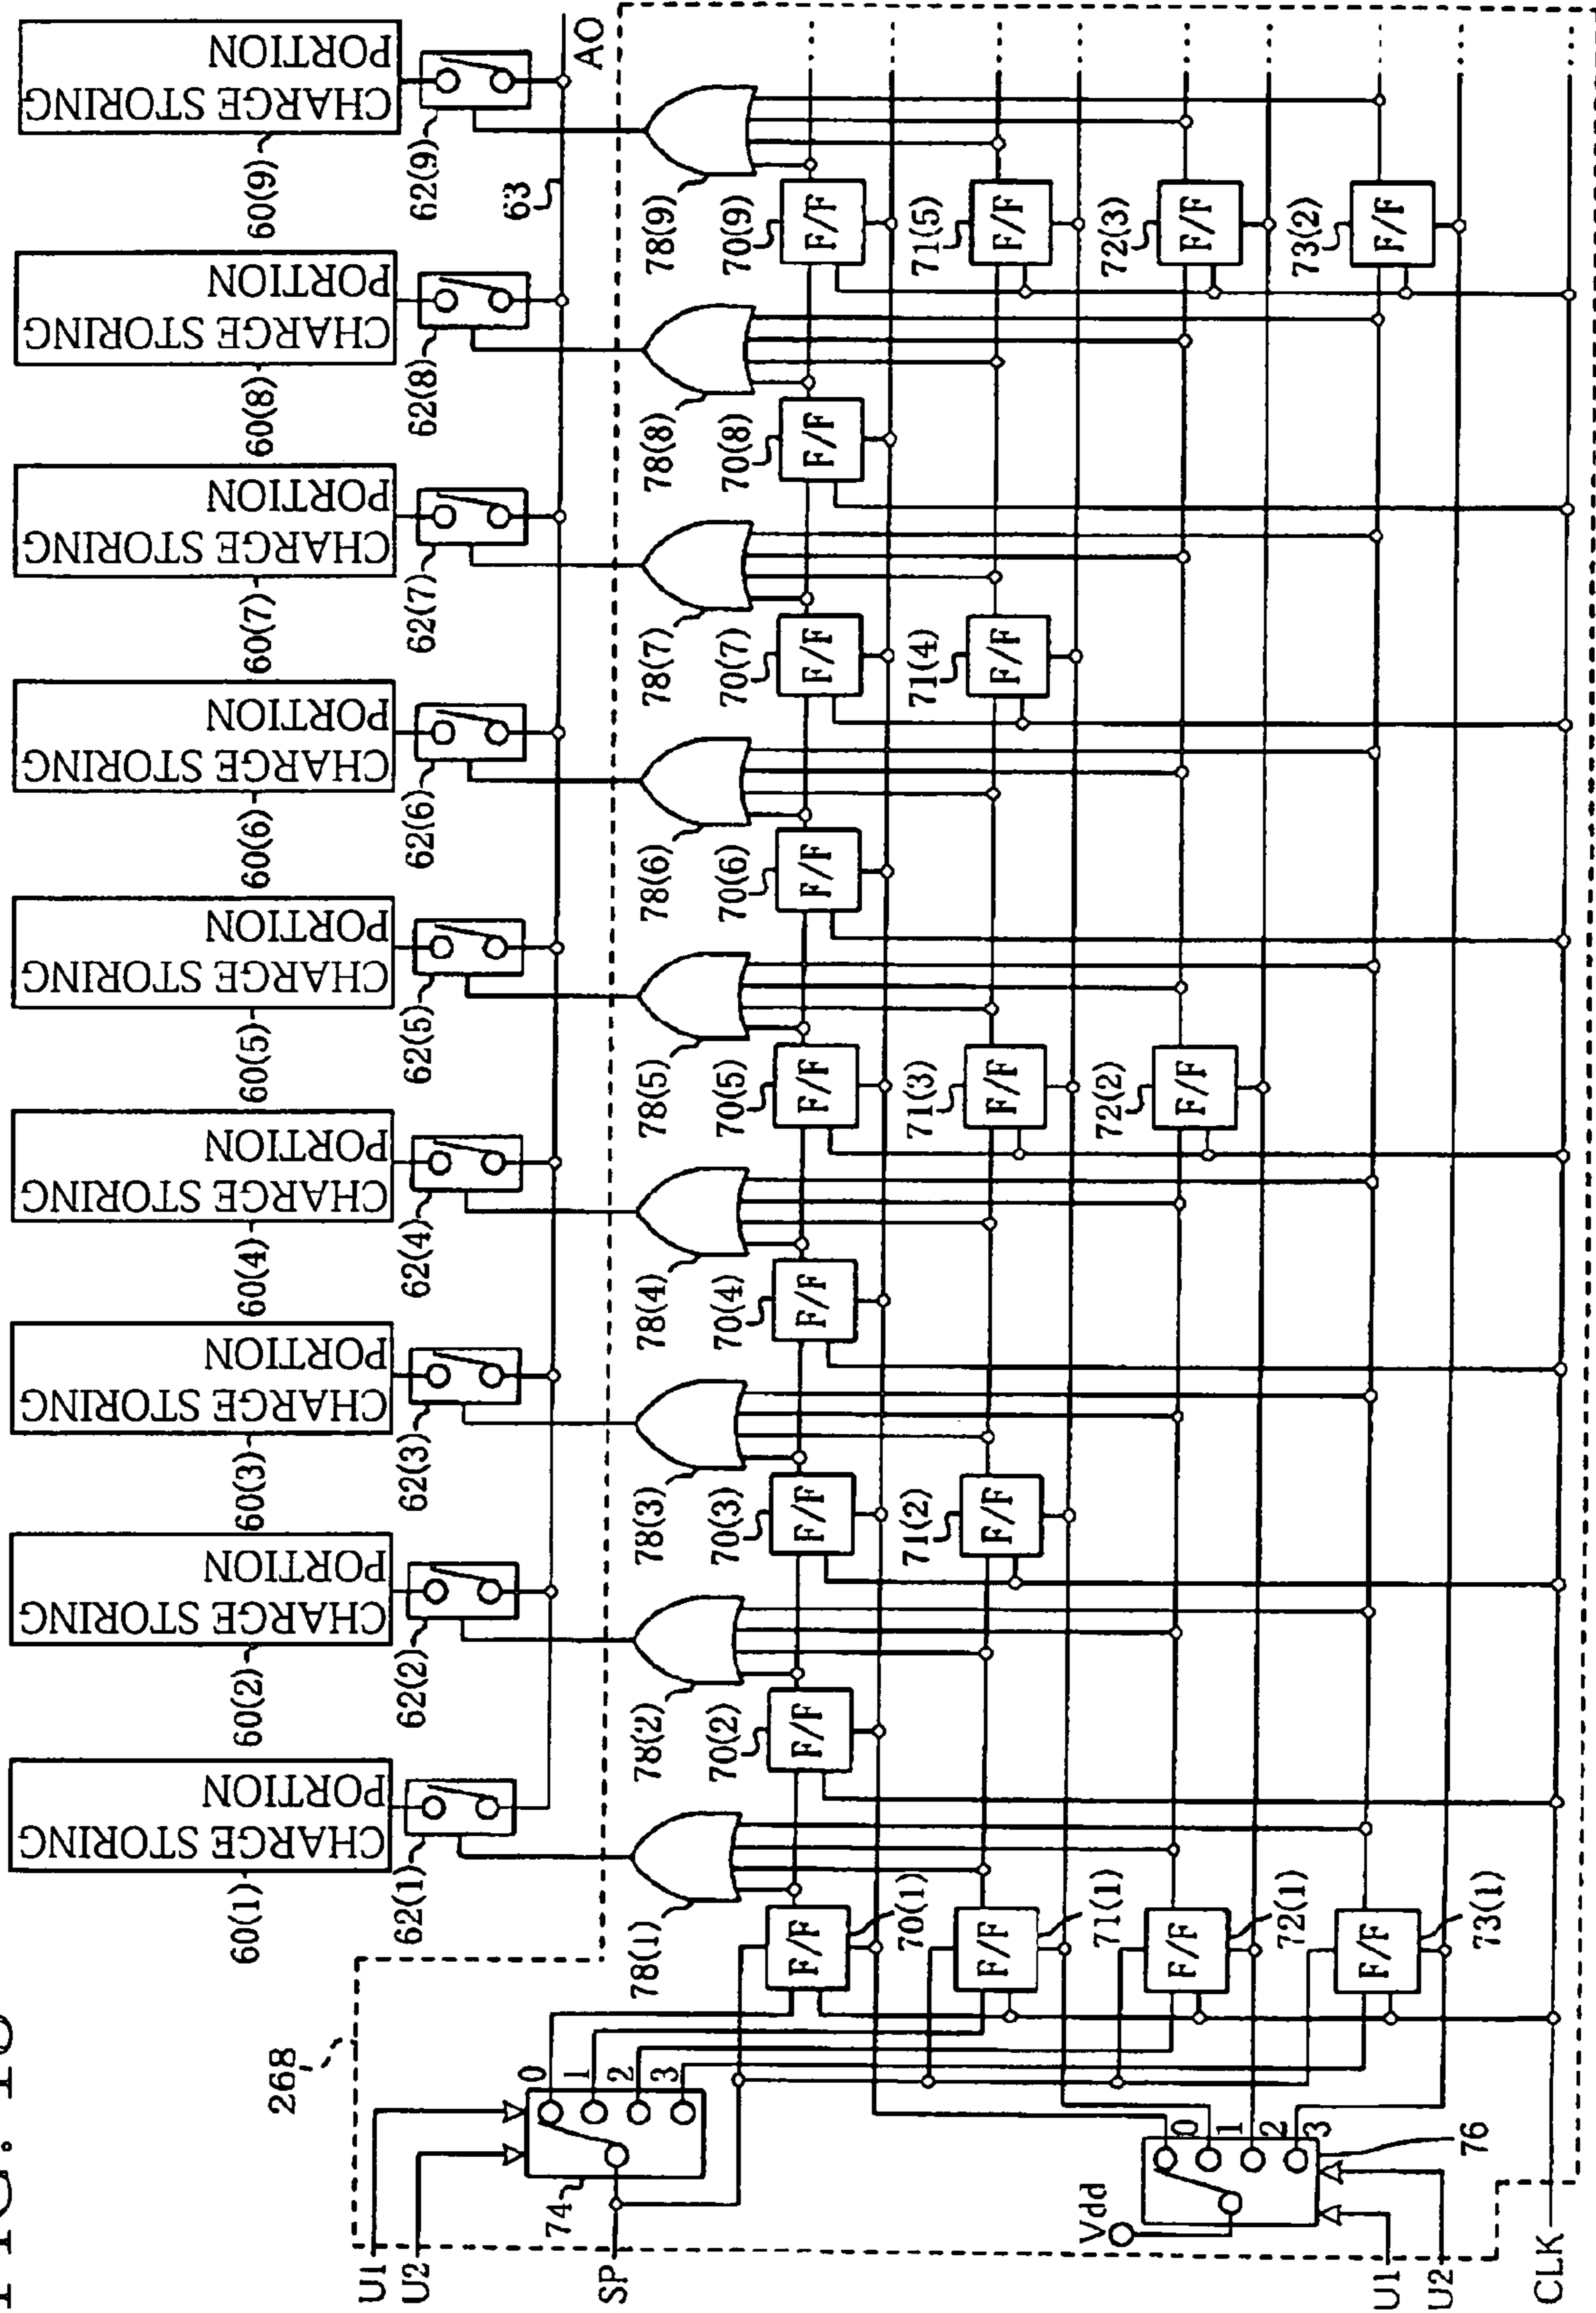 FIG.
CHARGE STORING
PORTION
CHARGE STORING
PORTION
CHARGE STORING
PORTION
CHARGE STORING
PORTION
CHARGE STORING
PORTION
CHARGE STORING
PORTION
CHARGE STORING
PORTION
CHARGE STORING
PORTION
CHARGE STORING
PORTION
60(1)
60(2)
60(3)
60(4)
60(5)
60(6)
60(7)
60(8)
60(9)
268
62(1)
62(2)
62(3)
62(4)
62(5)
62(6)
62(7)
62(8)
62(9)
63
AO
U1
U2
74
0
1
2
3
SP
78(1)
78(2)
78(3)
78(4)
78(5)
78(6)
78(7)
78(8)
78(9)
70(1)
70(2)
70(3)
70(4)
70(5)
70(6)
70(7)
70(8)
70(9)
F/F
F/F
F/F
F/F
F/F
F/F
F/F
F/F
F/F
71(1)
71(2)
71(3)
71(4)
71(5)
F/F
F/F
F/F
F/F
F/F
72(1)
72(2)
72(3)
F/F
F/F
F/F
73(1)
73(2)
F/F
F/F
Vdd
0
1
2
3
76
U1
U2
CLK